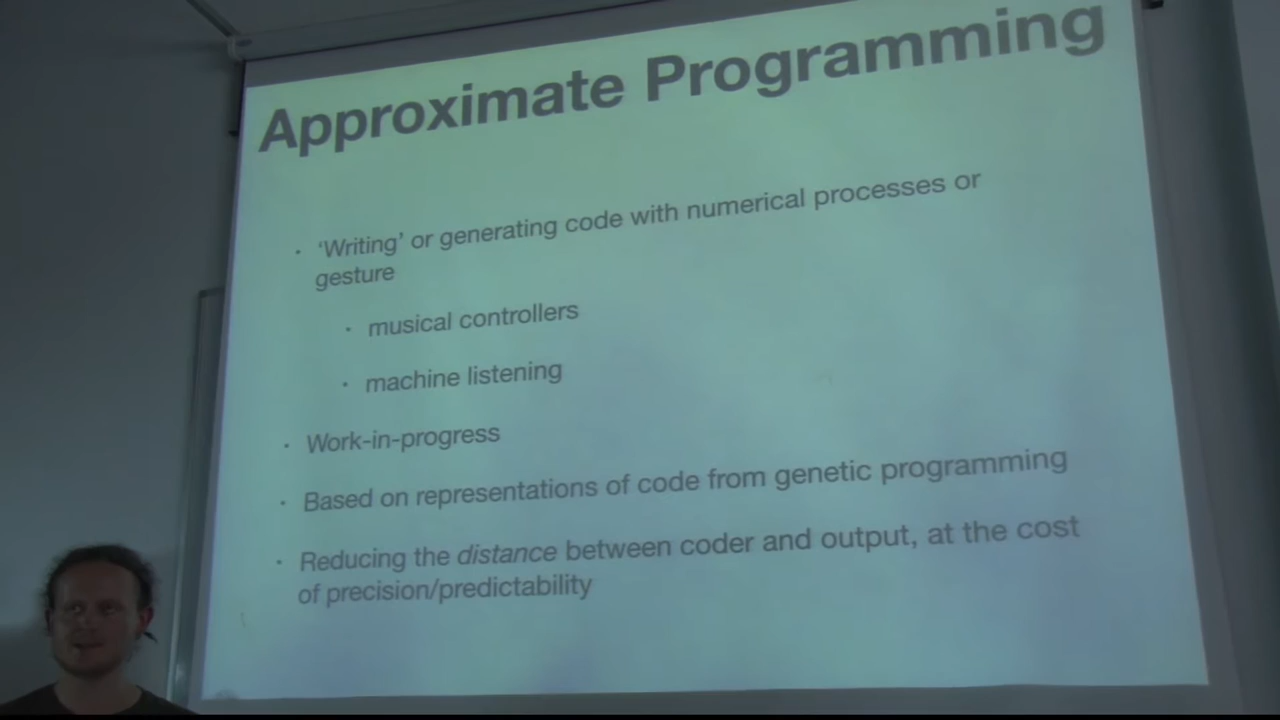 Approximate Programming
· 'Writing' or generating code with numerical processes or
gesture
· musical controllers
· machine listening
· Work-in-progress
· Based on representations of code from genetic programming
· Reducing the distance between coder and output, at the cost
of precision/predictability